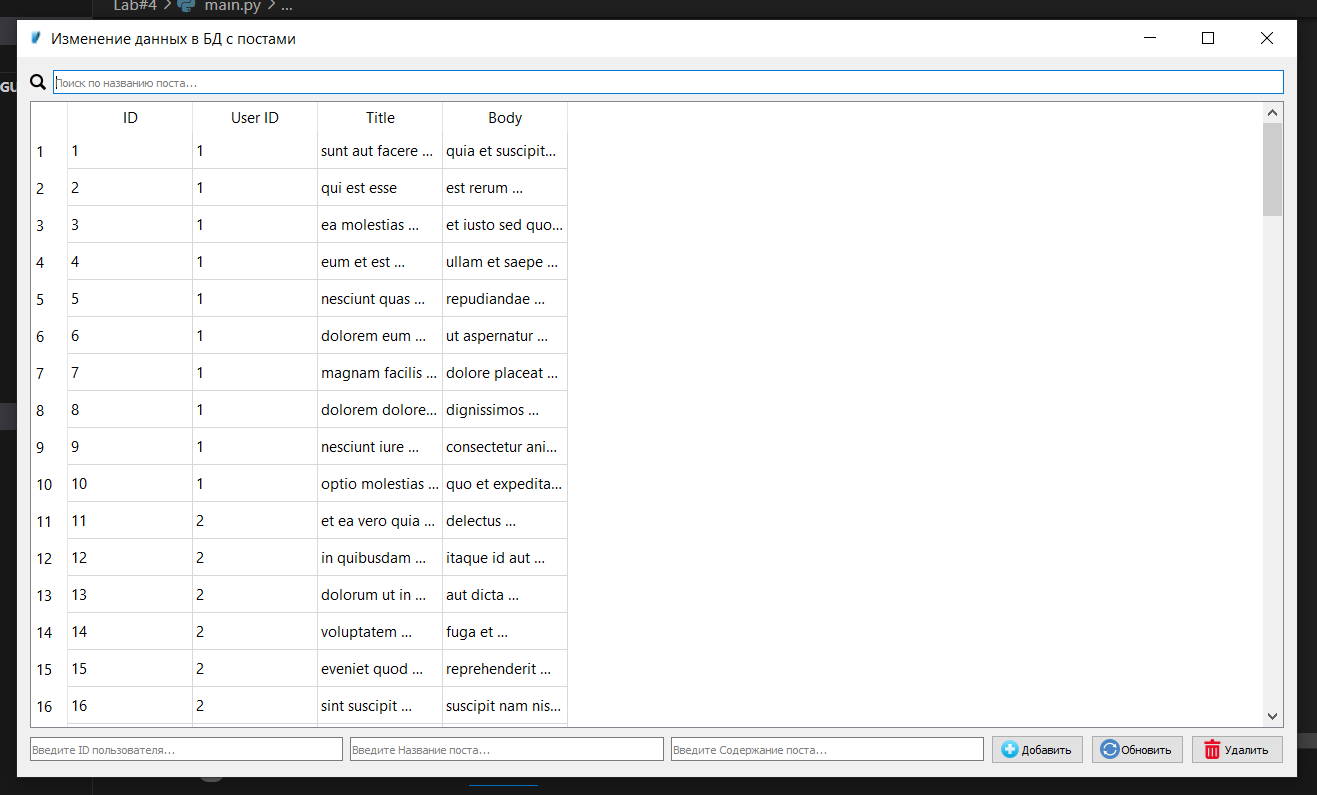 Lab#4 > main.py > ...
Изменение данных в БД с постами
GU
Поиск по названию поста...
ID User ID Title Body
1 1 1 sunt aut facere ... quia et suscipit...
2 2 1 qui est esse est rerum ...
3 3 1 ea molestias ... et iusto sed quo...
4 4 1 eum et est ... ullam et saepe ...
5 5 1 nesciunt quas ... repudiandae ...
6 6 1 dolorem eum ... ut aspernatur ...
7 7 1 magnam facilis ... dolore placeat ...
8 8 1 dolorem dolore... dignissimos ...
9 9 1 nesciunt iure ... consectetur ani...
10 10 1 optio molestias ... quo et expedita...
11 11 2 et ea vero quia ... delectus ...
12 12 2 in quibusdam ... itaque id aut ...
13 13 2 dolorum ut in ... aut dicta ...
14 14 2 voluptatem ... fuga et ...
15 15 2 eveniet quod ... reprehenderit ...
16 16 2 sint suscipit ... suscipit nam nis...
Введите ID пользователя... Введите Название поста... Введите Содержание поста... Добавить Обновить Удалить